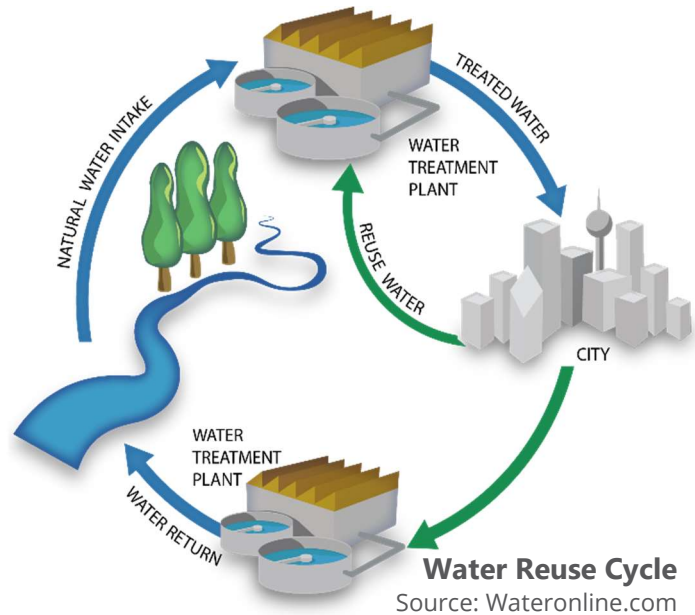 NATURAL WATER INTAKE
TREATED WATER
WATER
TREATMENT
PLANT
REUSE WATER
CITY
WATER
TREATMENT
PLANT
WATER RETURN
Water Reuse Cycle
Source: Wateronline.com